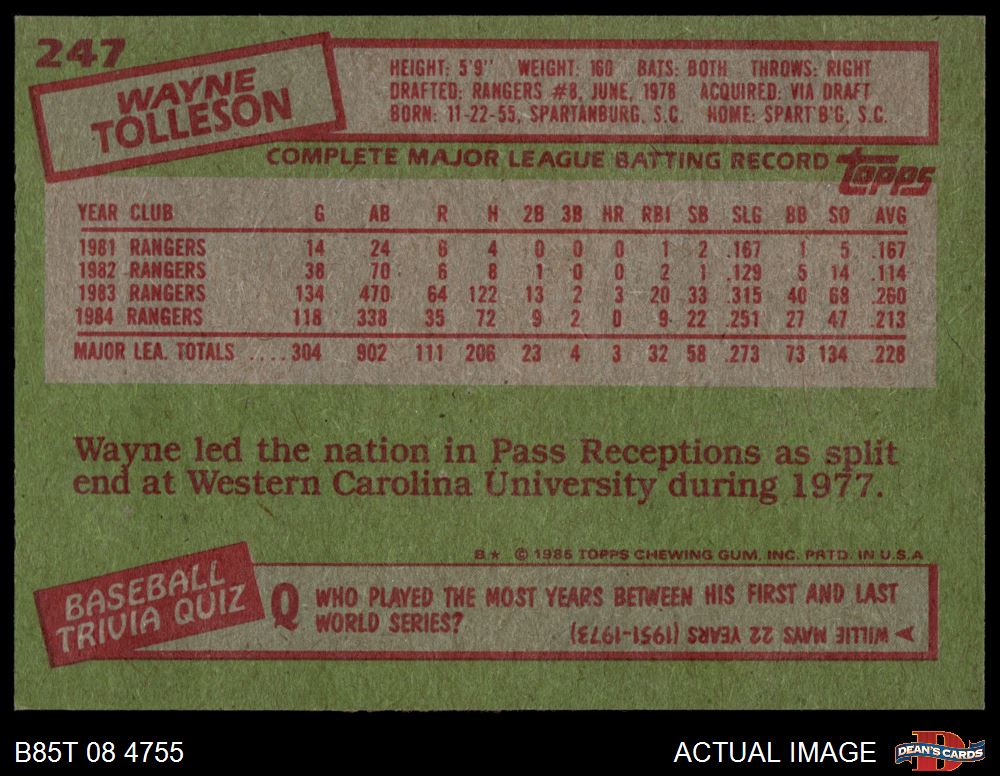 247
WAYNE
TOLLESON
HEIGHT: 5'9" WEIGHT: 160 BATS: BOTH THROWS: RIGHT
DRAFTED: RANGERS #8, JUNE, 1978 ACQUIRED: VIA DRAFT
BORN: 11-22-55, SPARTANBURG, S.C. HOME: SPART'B'G, S.C.
COMPLETE MAJOR LEAGUE BATTING RECORD topps
YEAR CLUB G AB R H 2B 3B HR RBI SB SLG BB SO AVG
1981 RANGERS 14 24 6 4 0 0 0 1 2 .167 1 5 .167
1982 RANGERS 38 70 6 8 1 0 0 2 1 .129 5 14 .114
1983 RANGERS 134 470 64 122 13 2 3 20 33 .315 40 68 .260
1984 RANGERS 118 338 35 72 9 2 0 9 22 .251 27 47 .213
MAJOR LEA. TOTALS ....304 902 111 206 23 4 3 32 58 .273 73 134 .228
Wayne led the nation in Pass Receptions as split
end at Western Carolina University during 1977.
B★ © 1985 TOPPS CHEWING GUM, INC. PRTD. IN U.S.A
BASEBALL
TRIVIA QUIZ
Q WHO PLAYED THE MOST YEARS BETWEEN HIS FIRST AND LAST
WORLD SERIES?
A WILLIE MAYS 22 YEARS (1951-1973)
B85T 08 4755
ACTUAL IMAGE
DEAN'S CARDS